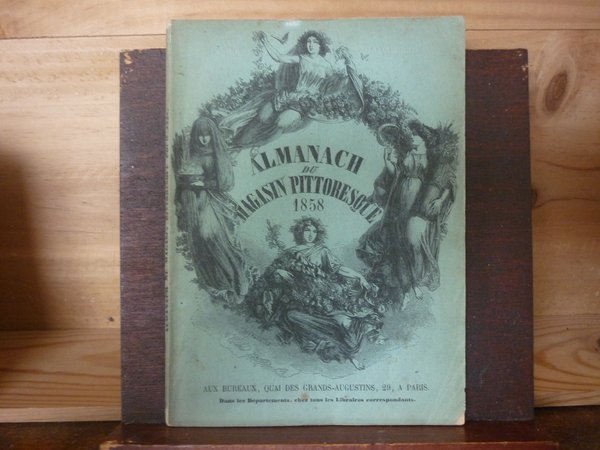 ALMANACH
DU
MAGASIN PITTORESQUE
1858
AUX BUREAUX, QUAI DES GRANDS-AUGUSTINS, 29, A PARIS.
Dans les Départements, chez tous les Libraires correspondants.